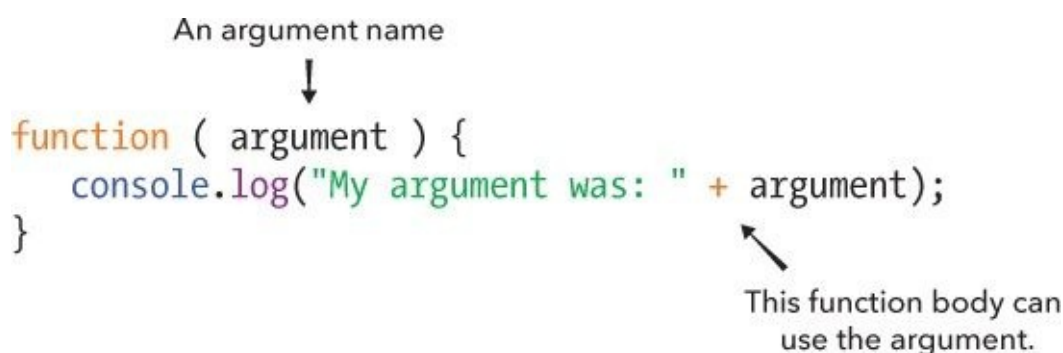 An argument name
function ( argument ) {
console.log("My argument was: " + argument);
}
This function body can
use the argument.